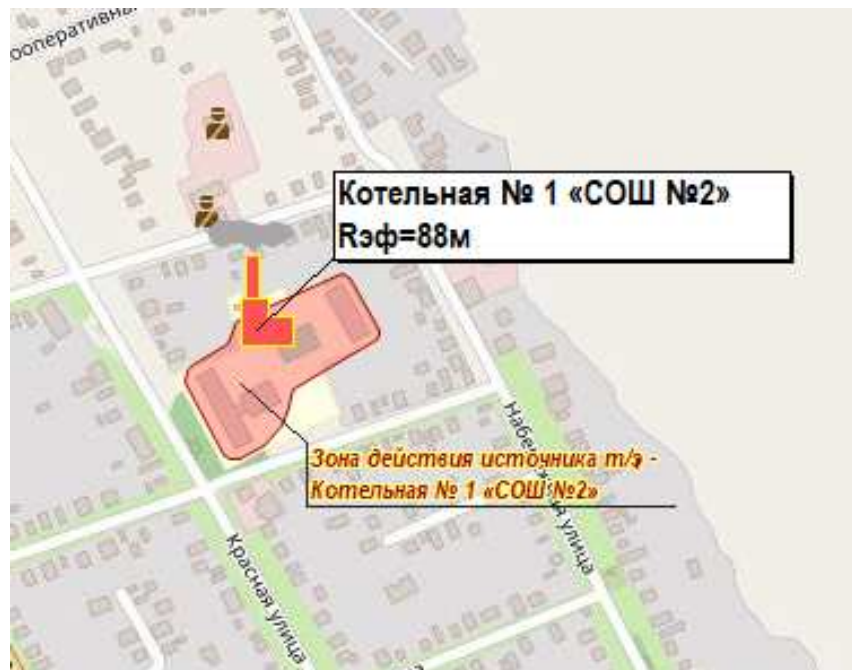 ооперативна
Котельная № 1 «СОШ №2»
Rэф=88м
Зона действия источника т/э -
Котельная № 1 «СОШ №2»
Набережная улица
Красная улица